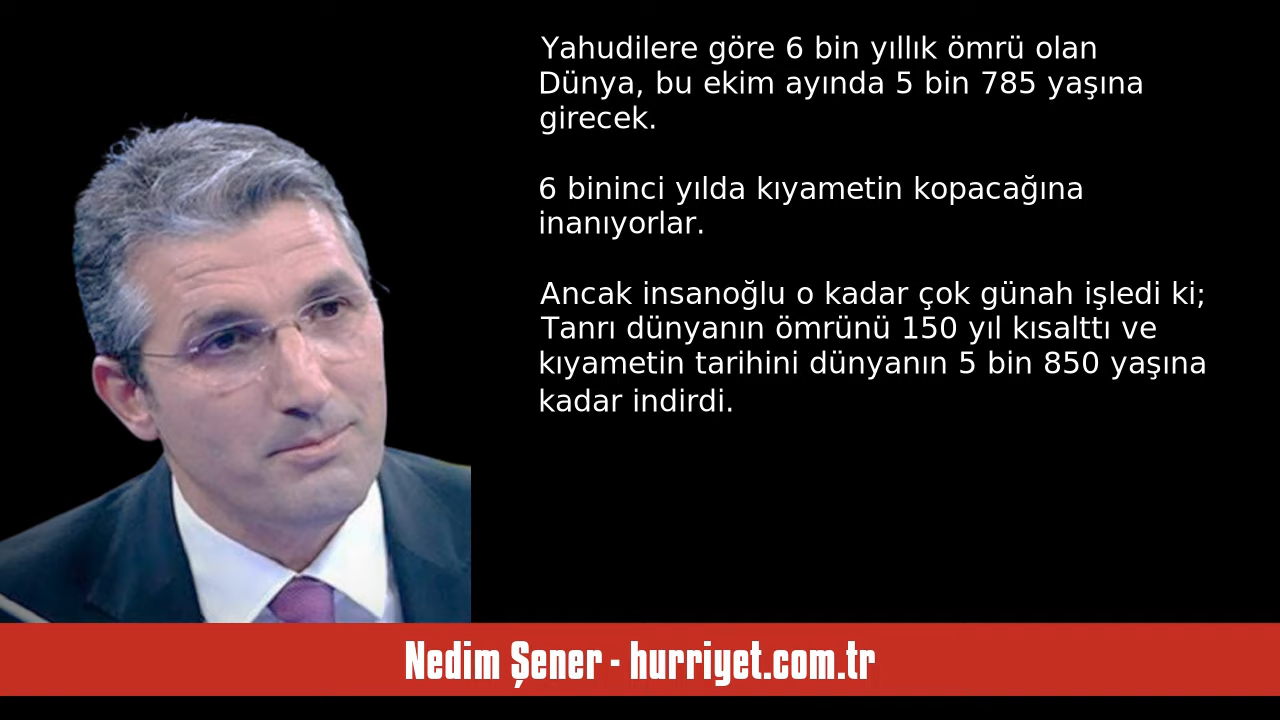 Yahudilere göre 6 bin yıllık ömrü olan
Dünya, bu ekim ayında 5 bin 785 yaşına
girecek.
6 bininci yılda kıyametin kopacağına
inanıyorlar.
Ancak insanoğlu o kadar çok günah işledi ki;
Tanrı dünyanın ömrünü 150 yıl kısalttı ve
kıyametin tarihini dünyanın 5 bin 850 yaşına
kadar indirdi.
Nedim Şener - hurriyet.com.tr